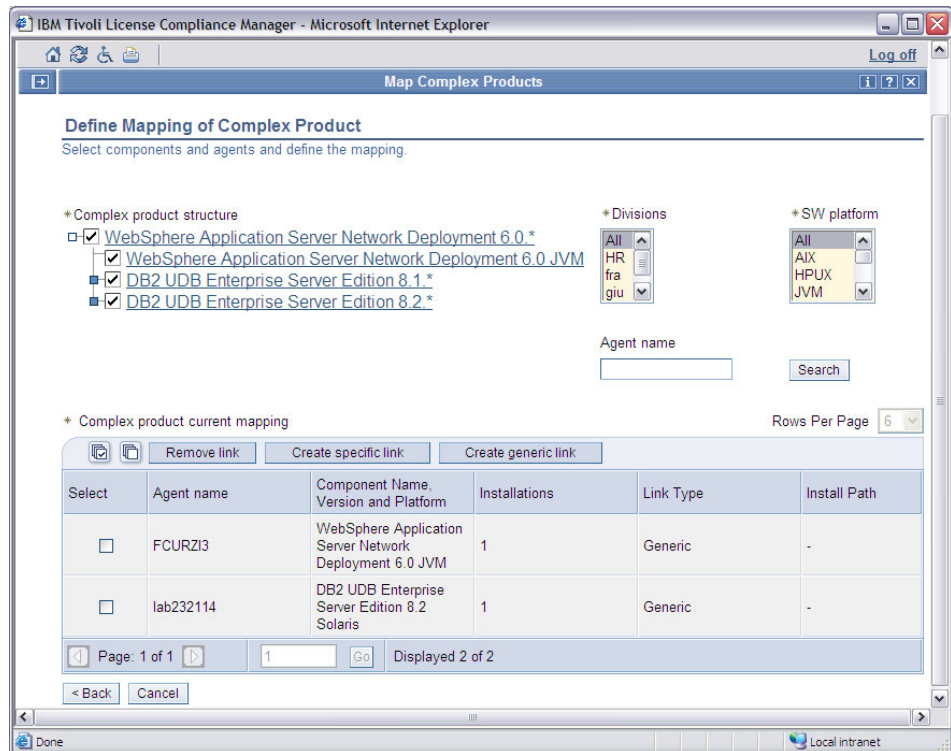 IBM Tivoli License Compliance Manager - Microsoft Internet Explorer
Log off
Map Complex Products
Define Mapping of Complex Product
Select components and agents and define the mapping.
*Complex product structure
WebSphere Application Server Network Deployment 6.0.*
WebSphere Application Server Network Deployment 6.0 JVM
DB2 UDB Enterprise Server Edition 8.1.*
DB2 UDB Enterprise Server Edition 8.2.*
*Divisions
All
HR
fra
giu
*SW platform
All
AIX
HPUX
JVM
Agent name
Search
* Complex product current mapping
Rows Per Page 6
Remove link Create specific link Create generic link
Select
Agent name
Component Name,
Version and Platform
Installations
Link Type
Install Path
FCURZI3
WebSphere Application
Server Network
Deployment 6.0 JVM
1
Generic
-
lab232114
DB2 UDB Enterprise
Server Edition 8.2
Solaris
1
Generic
-
Page: 1 of 1 1 Go Displayed 2 of 2
< Back Cancel
Done
Local intranet